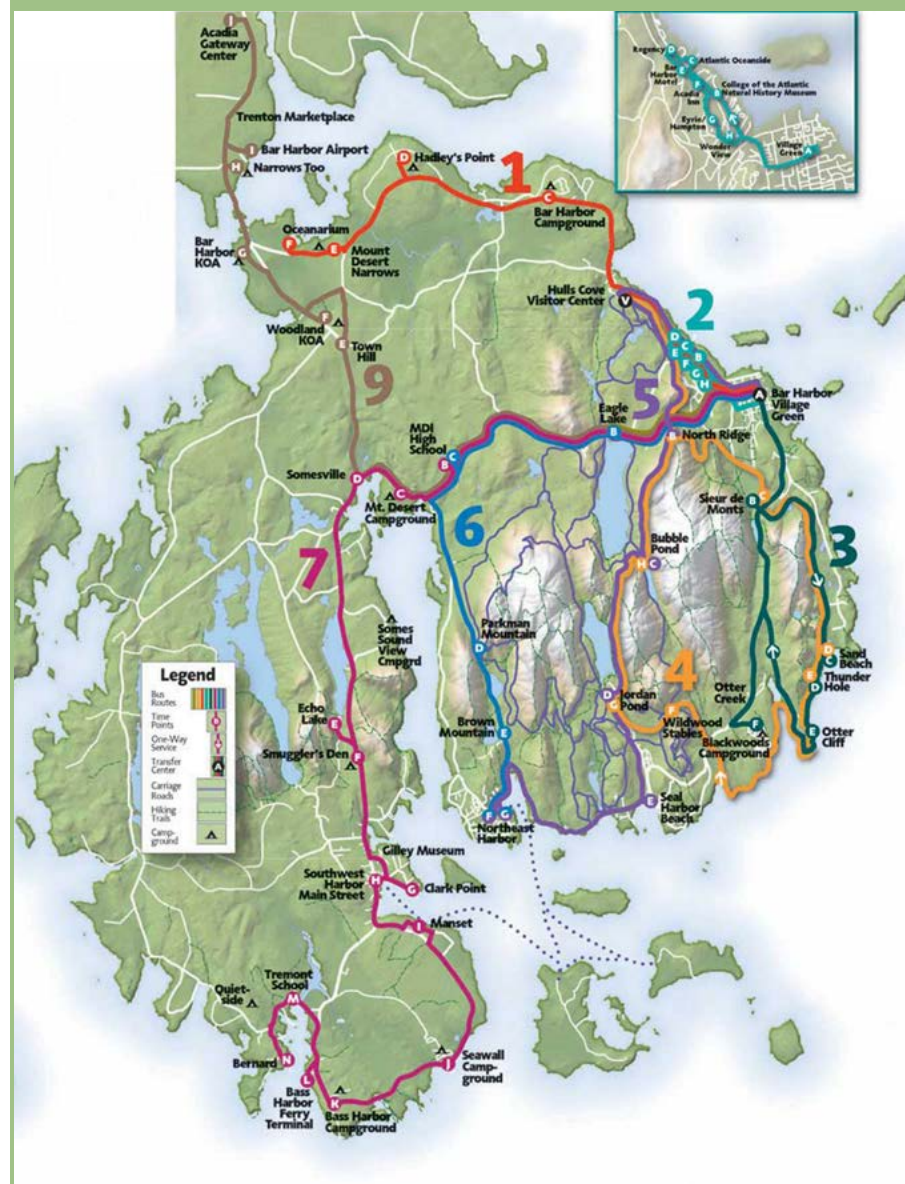 I
Acadia
Gateway
Center
Trenton Marketplace
I Bar Harbor Airport
H Narrows Too
D Hadley's Point
1
C
Bar Harbor
Campground
Oceanarium
F
E
Mount
Desert
Narrows
Bar
Harbor
KOA
G
Hulls Cove
Visitor Center
V
F
Woodland
KOA
E
Town
Hill
9
2
D
C
E
B
F
G
H
5
A
Bar Harbor
Village
Green
Eagle
Lake
B
B
North Ridge
MDI
High
School
C
B
Somesville
D
C
Mt. Desert
Campground
6
C
Sieur de
Monts
B
3
7
Bubble
Pond
H C
Somes
Sound
View
Cmpgrd
Parkman
Mountain
D
D
Sand
Beach
C
E
Thunder
Hole
D
Jordan
Pond
D
G
4
F
Wildwood
Stables
Otter
Creek
F
Blackwoods
Campground
E
Otter
Cliff
Echo
Lake
E
Brown
Mountain
E
Smuggler's Den
F
E
Seal
Harbor
Beach
F G
Northeast
Harbor
Gilley Museum
Southwest
Harbor
Main Street
H
G
Clark Point
I
Manset
Tremont
School
M
Quiet-
side
Bernard
N
L
Bass
Harbor
Ferry
Terminal
K
Bass Harbor
Campground
J
Seawall
Camp-
ground
Legend
Bus
Routes
Time
Points
One-Way
Service
Transfer
Center
A
Carriage
Roads
Hiking
Trails
Camp-
ground
Regency
D
C
Atlantic Oceanside
Bar
Harbor
Motel
E
College of the Atlantic
Natural History Museum
B
Acadia
Inn
F
Eyrie/
Hampton
G
Wonder
View
H
Village
Green
A